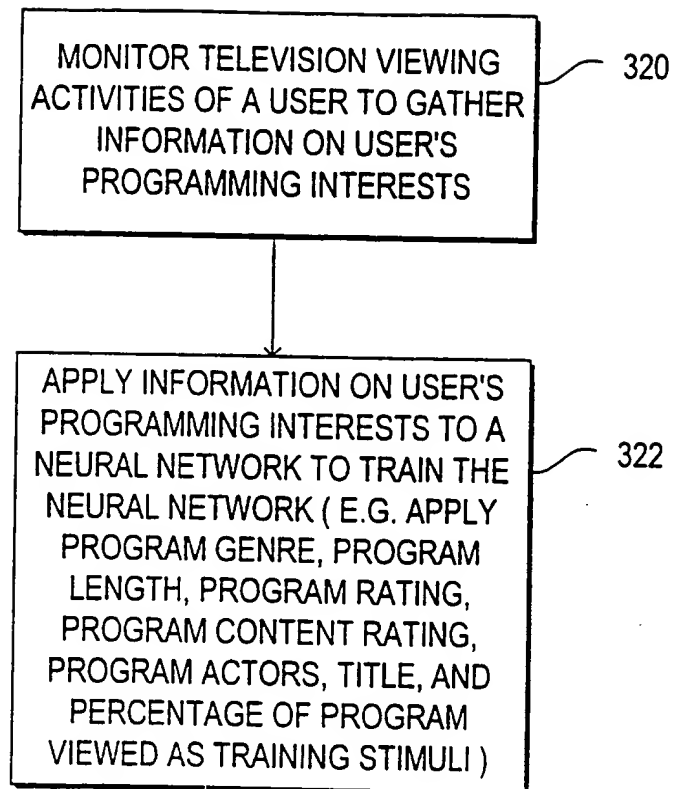 MONITOR TELEVISION VIEWING
ACTIVITIES OF A USER TO GATHER
INFORMATION ON USER'S
PROGRAMMING INTERESTS
320
APPLY INFORMATION ON USER'S
PROGRAMMING INTERESTS TO A
NEURAL NETWORK TO TRAIN THE
NEURAL NETWORK ( E.G. APPLY
PROGRAM GENRE, PROGRAM
LENGTH, PROGRAM RATING,
PROGRAM CONTENT RATING,
PROGRAM ACTORS, TITLE, AND
PERCENTAGE OF PROGRAM
VIEWED AS TRAINING STIMULI )
322